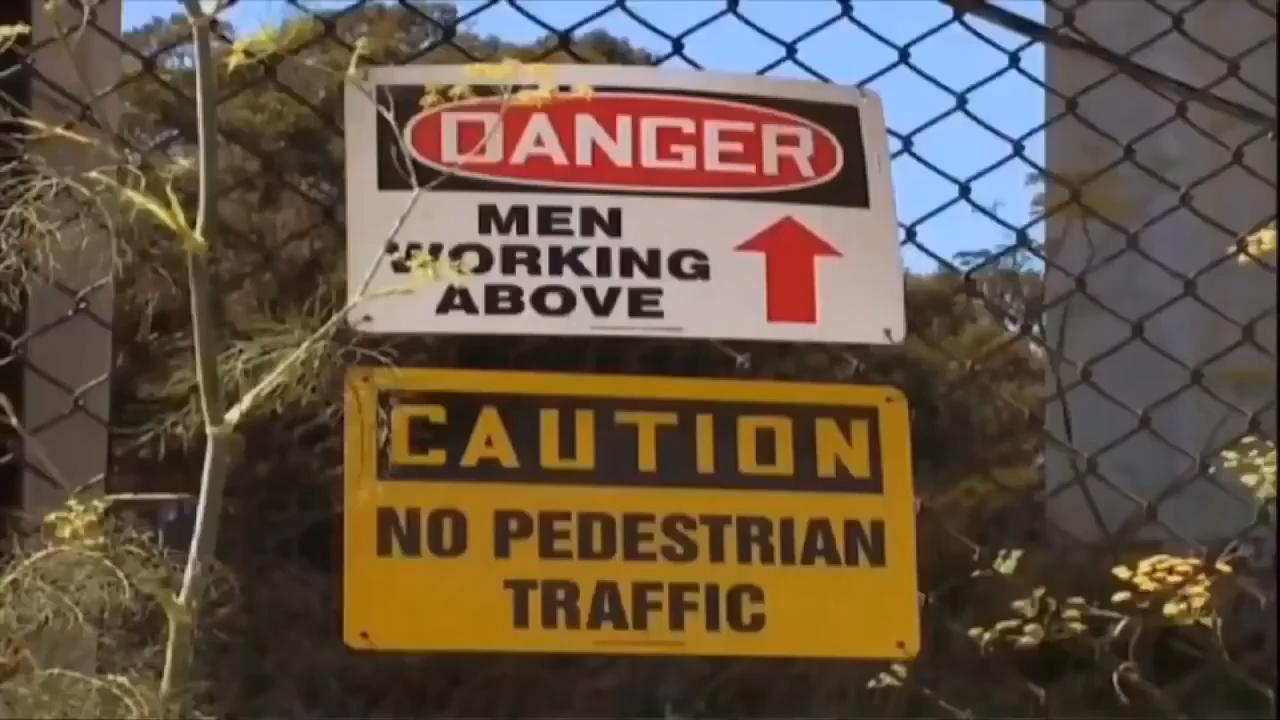 DANGER
MEN
WORKING
ABOVE
CAUTION
NO PEDESTRIAN
TRAFFIC